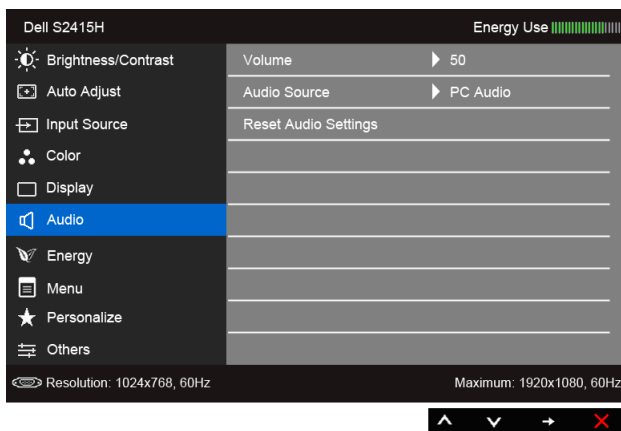 Dell S2415H Energy Use
Brightness/Contrast Volume 50
Auto Adjust Audio Source PC Audio
Input Source Reset Audio Settings
Color
Display
Audio
Energy
Menu
Personalize
Others
Resolution: 1024x768, 60Hz Maximum: 1920x1080, 60Hz